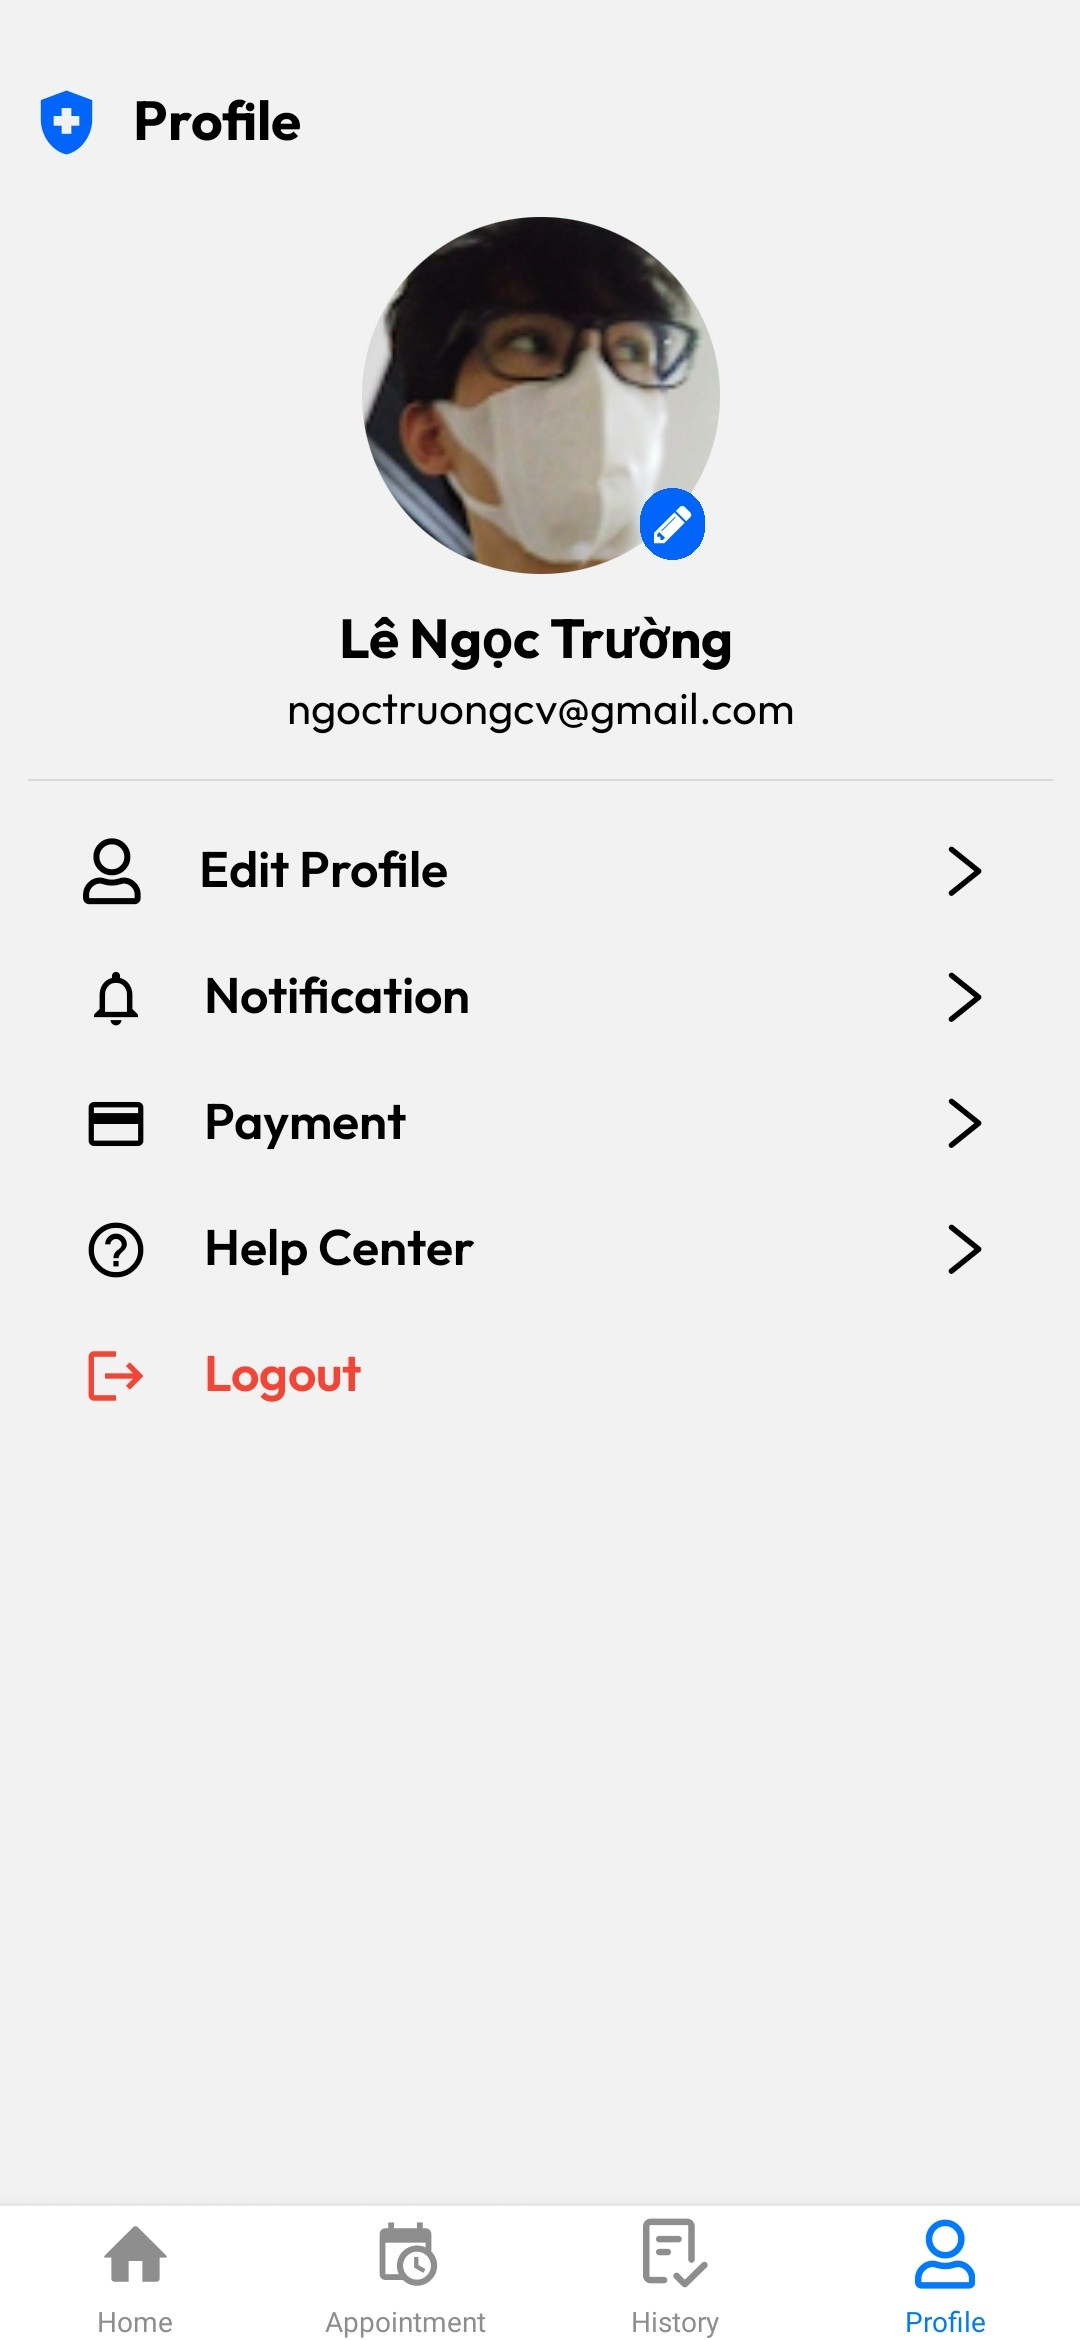 Profile
Lê Ngọc Trường
ngoctruongcv@gmail.com
Edit Profile
Notification
Payment
Help Center
Logout
Home
Appointment
History
Profile